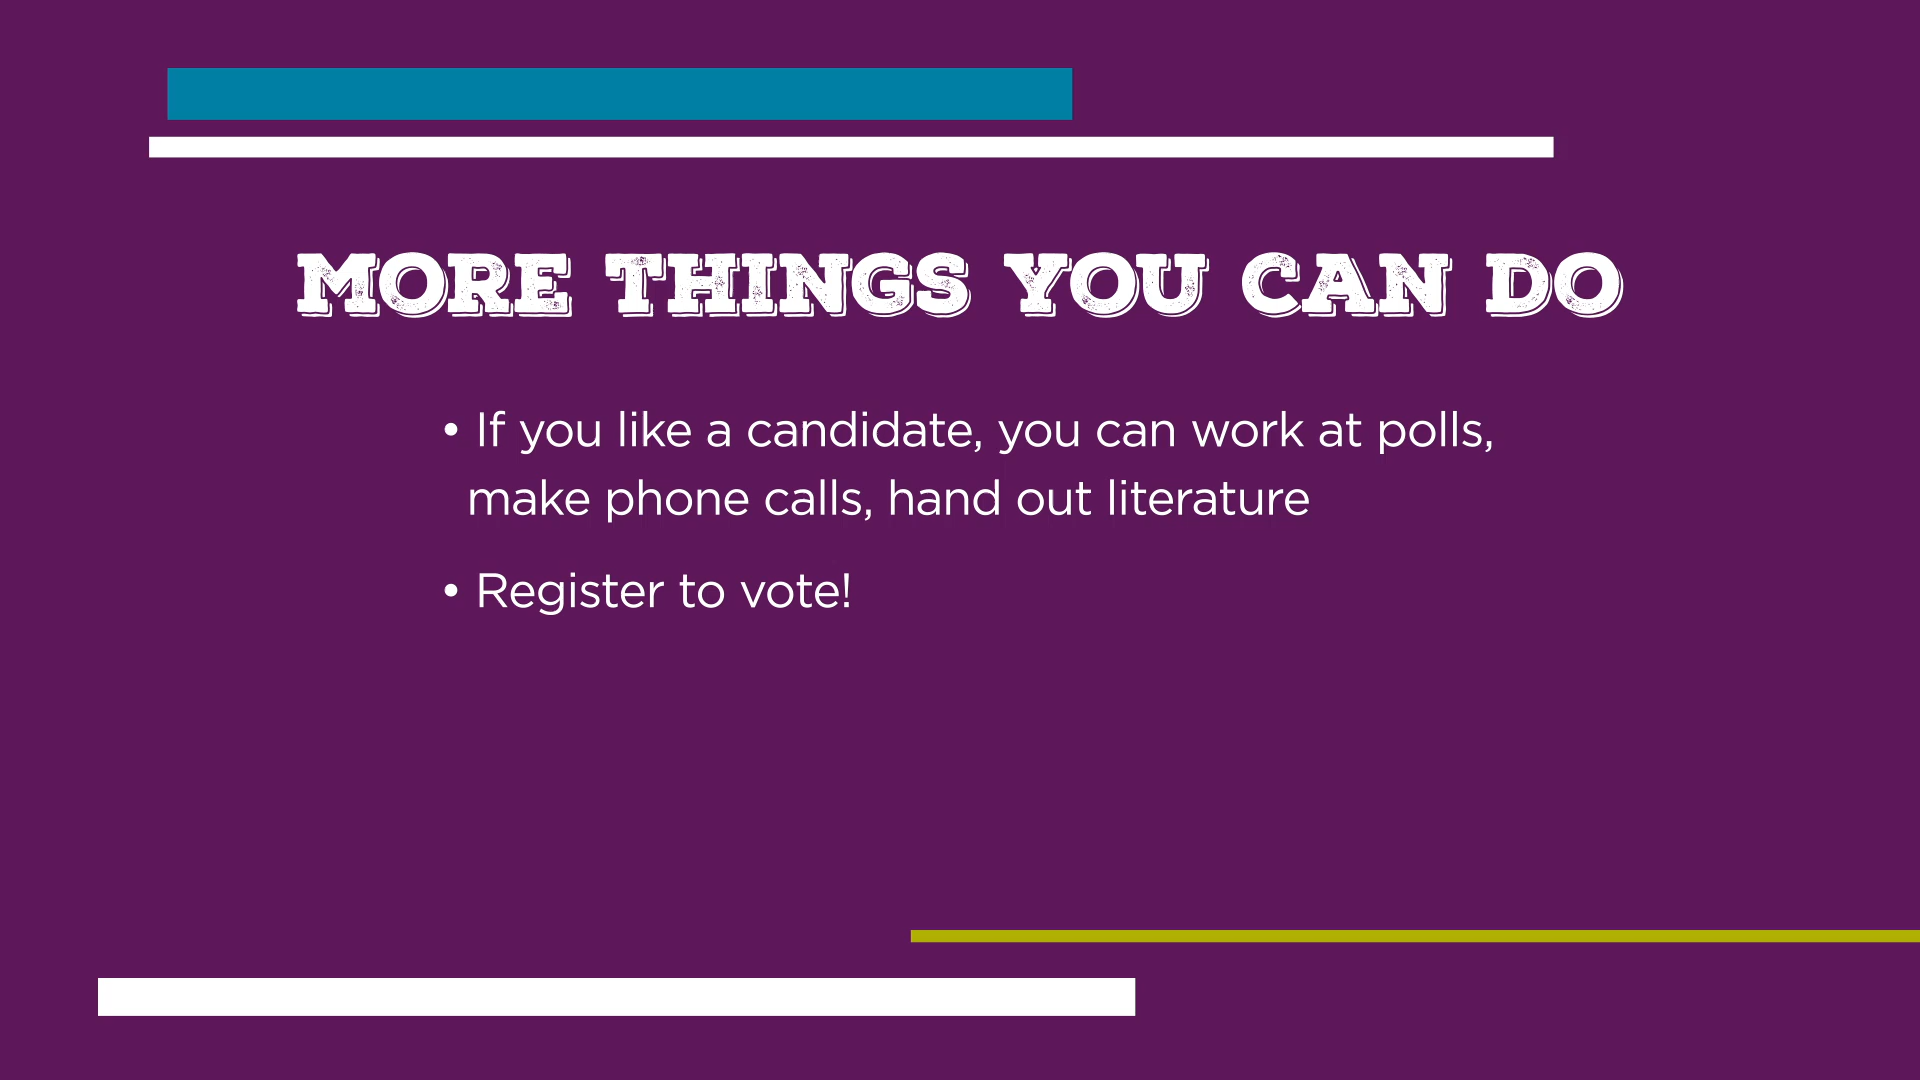 MORE THINGS YOU CAN DO
• If you like a candidate, you can work at polls,
make phone calls, hand out literature
• Register to vote!